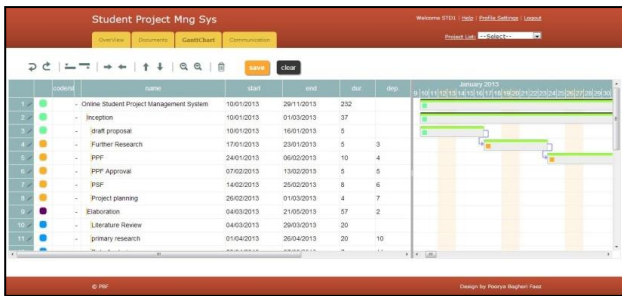 Student Project Mng Sys
Welcome STD1 | Help | Profile Settings | Logout
Project List: --Select--
OverView Documents GanttChart Communication
save clear
code/id name start end dur dep
January 2013
9 10 11 12 13 14 15 16 17 18 19 20 21 22 23 24 25 26 27 28 29 30
1 - Online Student Project Management System 10/01/2013 29/11/2013 232
2 - Inception 10/01/2013 01/03/2013 37
3 - draft proposal 10/01/2013 16/01/2013 5
4 - Further Research 17/01/2013 23/01/2013 5 3
5 - PPF 24/01/2013 06/02/2013 10 4
6 - PPF Approval 07/02/2013 13/02/2013 5 5
7 - PSF 14/02/2013 25/02/2013 8 6
8 - Project planning 26/02/2013 01/03/2013 4 7
9 - Elaboration 04/03/2013 21/05/2013 57 2
10 - Literature Review 04/03/2013 29/03/2013 20
11 - primary research 01/04/2013 26/04/2013 20 10
© PBF
Design by Poorya Bagheri Faez